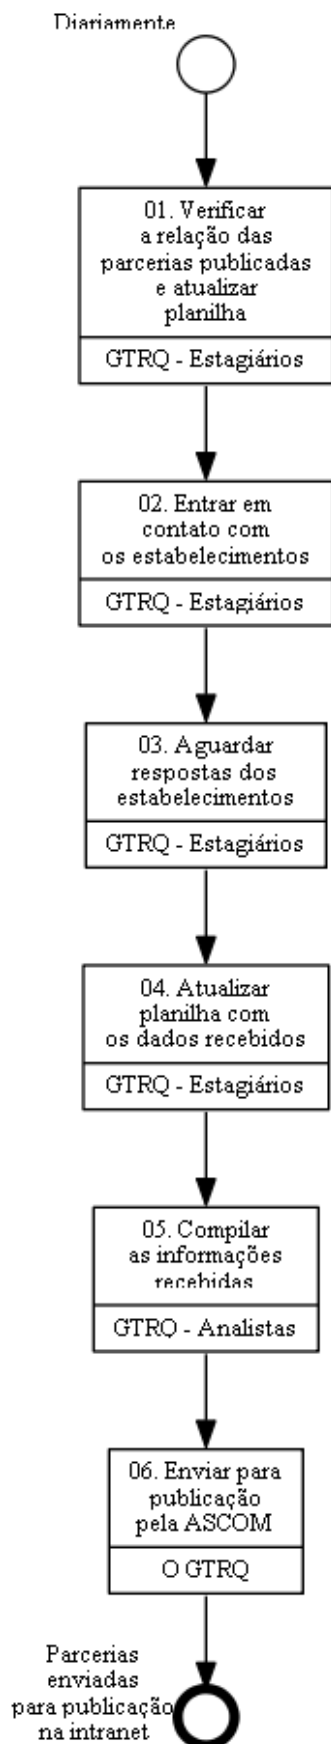 Diariamente
01. Verificar
a relação das
parcerias publicadas
e atualizar
planilha
GTRQ - Estagiários
02. Entrar em
contato com
os estabelecimentos
GTRQ - Estagiários
03. Aguardar
respostas dos
estabelecimentos
GTRQ - Estagiários
04. Atualizar
planilha com
os dados recebidos
GTRQ - Estagiários
05. Compilar
as informações
recebidas
GTRQ - Analistas
06. Enviar para
publicação
pela ASCOM
O GTRQ
Parcerias
enviadas
para publicação
na intranet